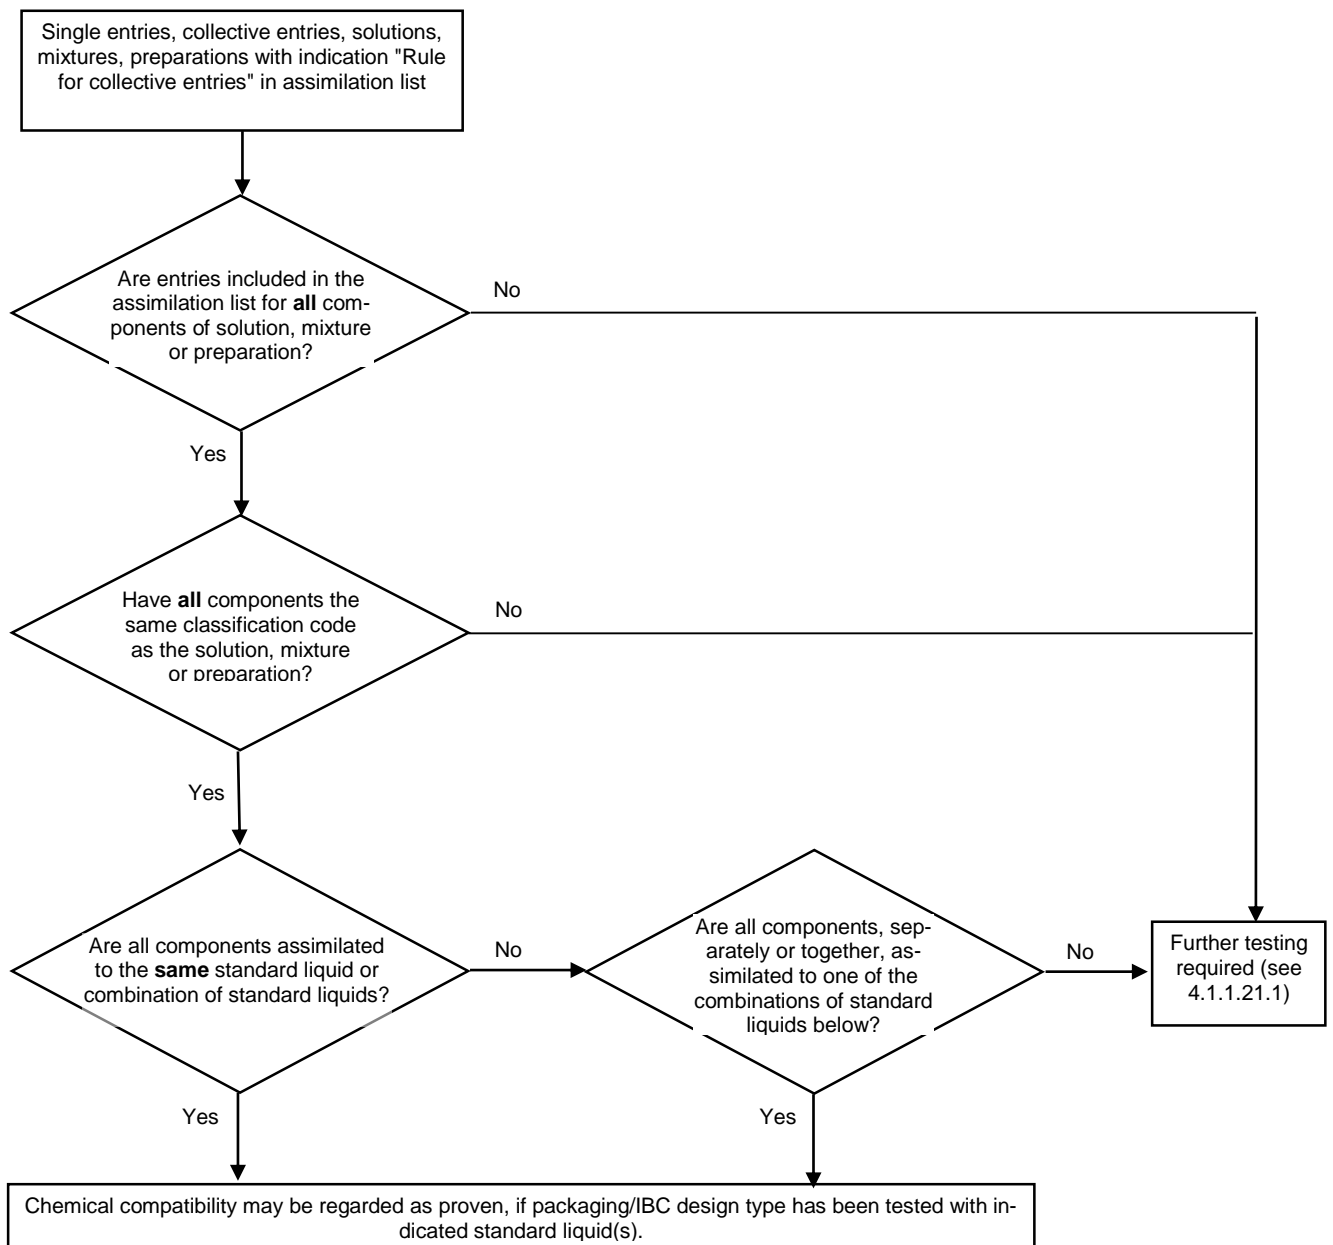 Single entries, collective entries, solutions,
mixtures, preparations with indication "Rule
for collective entries" in assimilation list
Are entries included in the
assimilation list for all com-
ponents of solution, mixture
or preparation?
No
Yes
Have all components the
same classification code
as the solution, mixture
or preparation?
No
Yes
Are all components assimilated
to the same standard liquid or
combination of standard liquids?
No
Are all components, sep-
arately or together, as-
similated to one of the
combinations of standard
liquids below?
No
Further testing
required (see
4.1.1.21.1)
Yes
Yes
Chemical compatibility may be regarded as proven, if packaging/IBC design type has been tested with in-
dicated standard liquid(s).